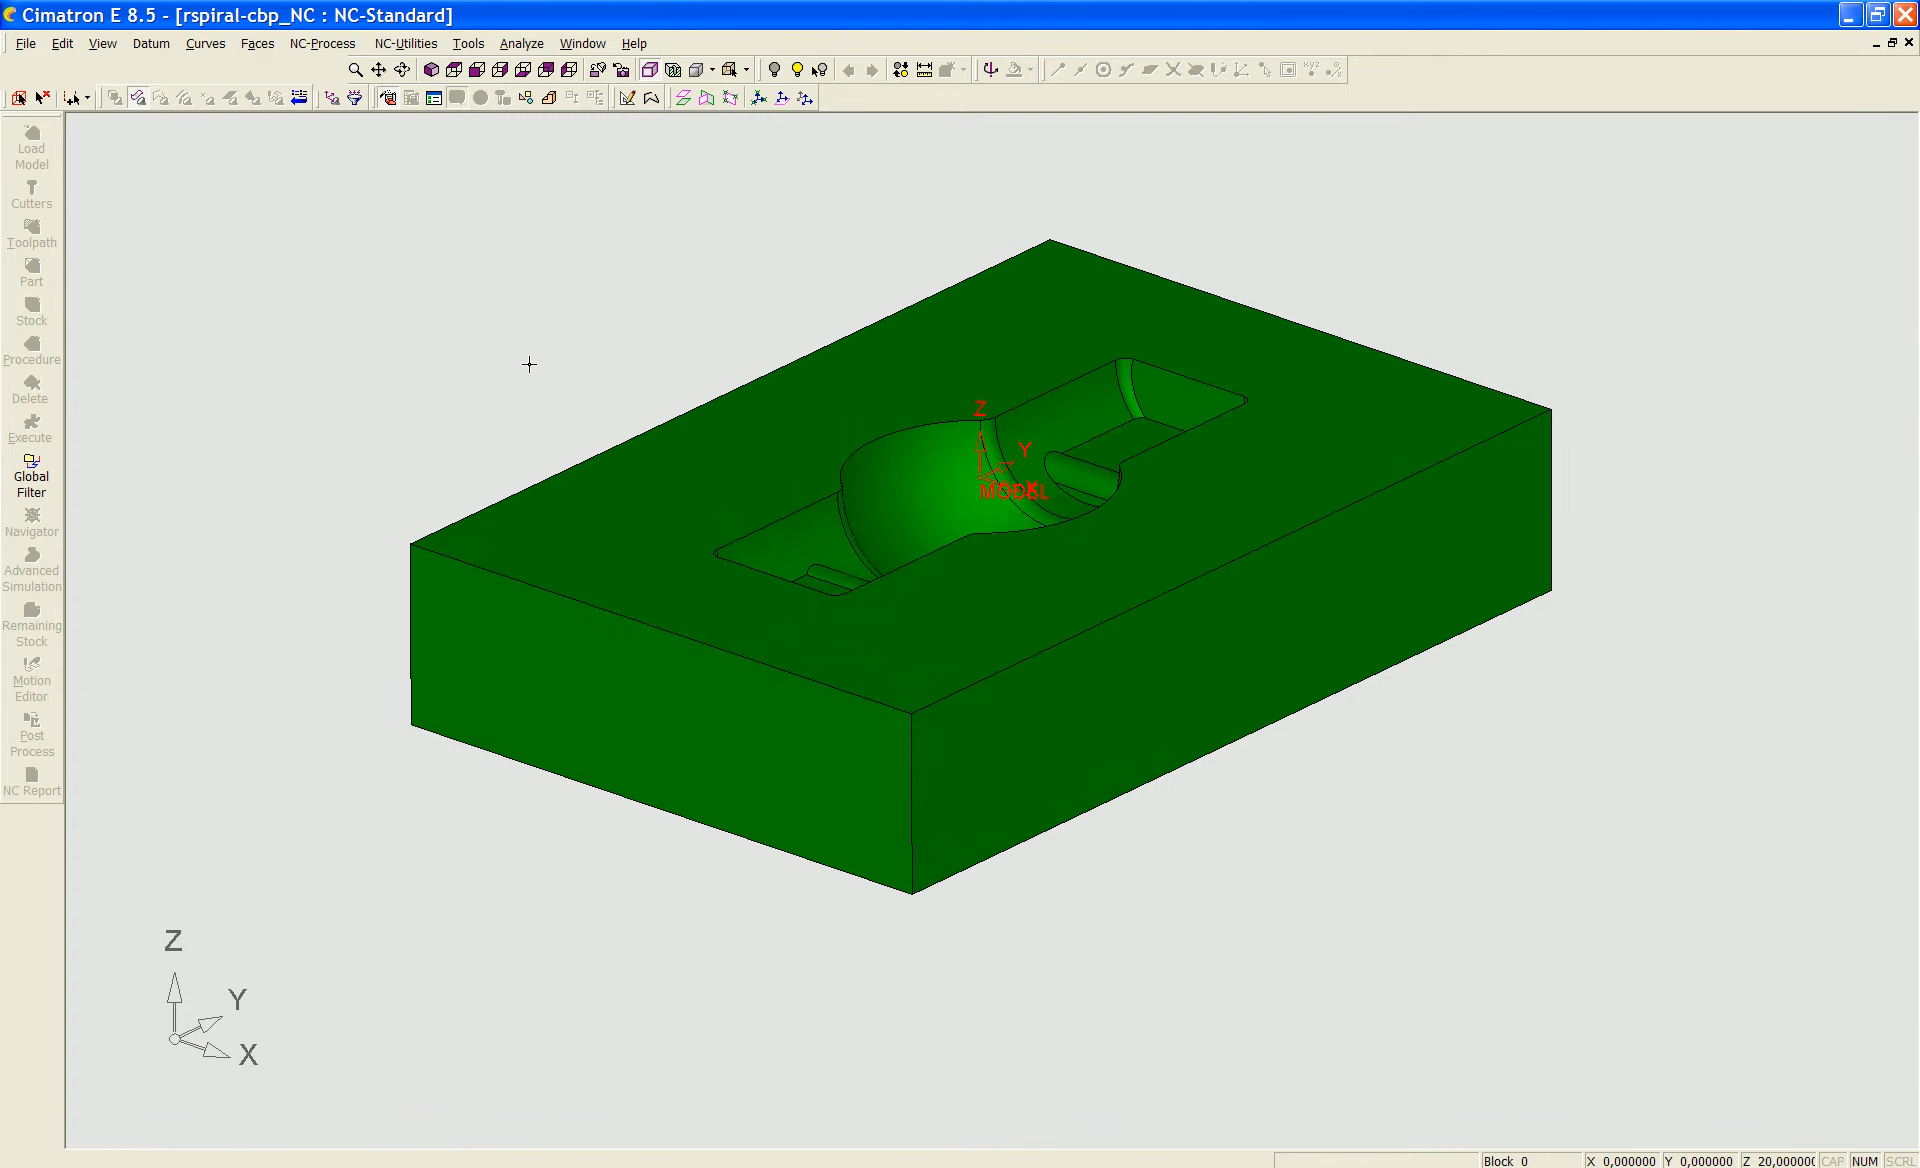 Cimatron E 8.5 - [rspiral-cbp_NC : NC-Standard]
File Edit View Datum Curves Faces NC-Process NC-Utilities Tools Analyze Window Help
Load
Model
Cutters
Toolpath
Part
Stock
Procedure
Delete
Execute
Global
Filter
Navigator
Advanced
Simulation
Remaining
Stock
Motion
Editor
Post
Process
NC Report
Z
Y
X
MODEL
Z
Y
X
Block 0 X 0,000000 Y 0,000000 Z 20,000000 CAP NUM SCRL